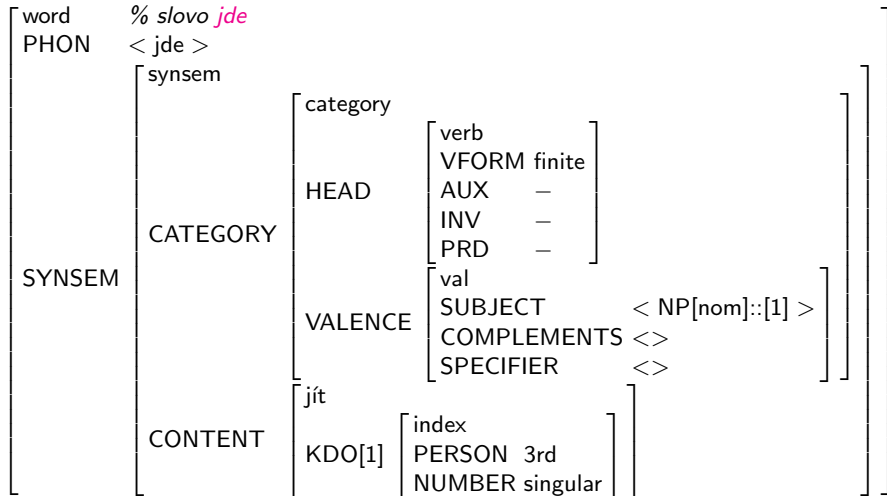 word % slovo jde
PHON < jde >
synsem
category
verb
VFORM finite
HEAD AUX −
INV −
PRD −
CATEGORY
SYNSEM
val
SUBJECT < NP[nom]::[1] >
VALENCE
COMPLEMENTS <>
SPECIFIER <>
jít
index
CONTENT
KDO[1] PERSON 3rd
NUMBER singular